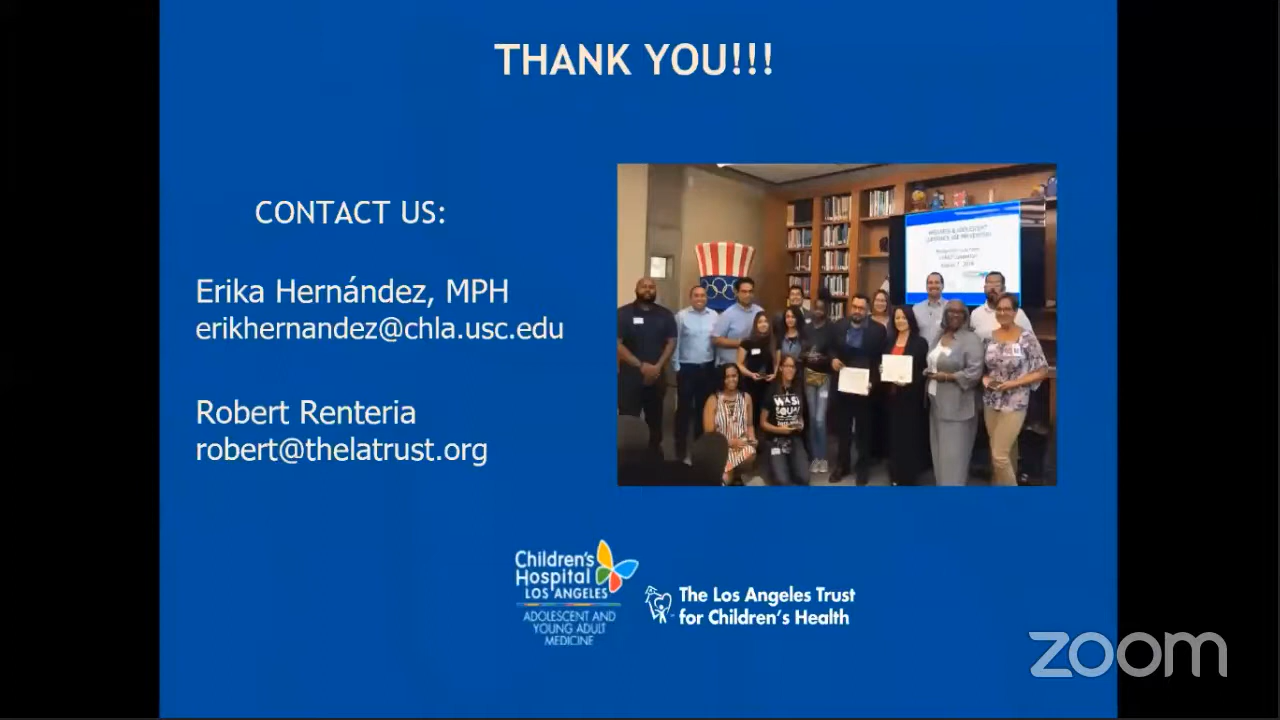 THANK YOU!!!
CONTACT US:
Erika Hernández, MPH
erikhernandez@chla.usc.edu
Robert Renteria
robert@thelatrust.org
Children's
Hospital
LOS ANGELES
ADOLESCENT AND
YOUNG ADULT
MEDICINE
The Los Angeles Trust
for Children's Health
zoom